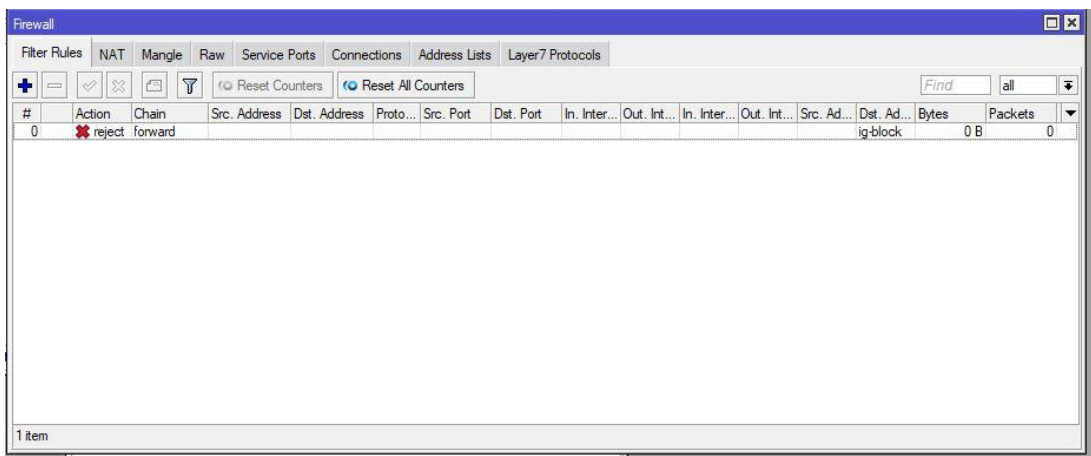 Firewall
Filter Rules NAT Mangle Raw Service Ports Connections Address Lists Layer7 Protocols
Reset Counters Reset All Counters Find all
# Action Chain Src. Address Dst. Address Proto... Src. Port Dst. Port In. Inter... Out. Int... In. Inter... Out. Int... Src. Ad... Dst. Ad... Bytes Packets
0 reject forward ig-block 0 B 0
1 item